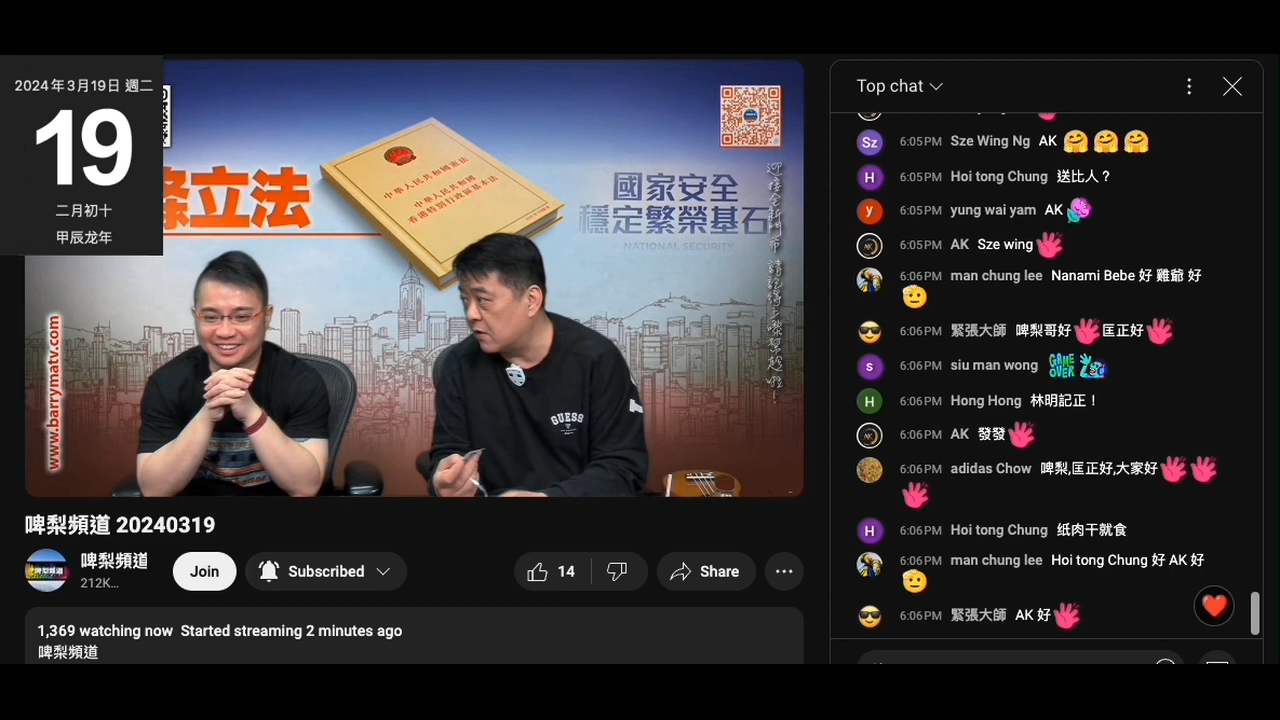 2024年3月19日 週二
19
二月初十
甲辰龙年
條立法
中華人民共和國憲法
中華人民共和國
香港特別行政區基本法
國家安全
穩定繁榮基石
NATIONAL SECURITY
www.barrymatv.com
GUESS
啤梨頻道 20240319
啤梨頻道
212K...
Join
Subscribed
14
Share
1,369 watching now Started streaming 2 minutes ago
啤梨頻道
Top chat
6:05PM Sze Wing Ng AK 🤗🤗🤗
6:05PM Hoi tong Chung 送比人？
6:05PM yung wai yam AK
6:05PM AK Sze wing
6:06PM man chung lee Nanami Bebe 好 雞爺 好
🫡
6:06PM 緊張大師 啤梨哥好 匡正好
6:06PM siu man wong GAME OVER
6:06PM Hong Hong 林明記正！
6:06PM AK 發發
6:06PM adidas Chow 啤梨,匡正好,大家好
6:06PM Hoi tong Chung 纸肉干就食
6:06PM man chung lee Hoi tong Chung 好 AK 好
🫡
6:06PM 緊張大師 AK 好